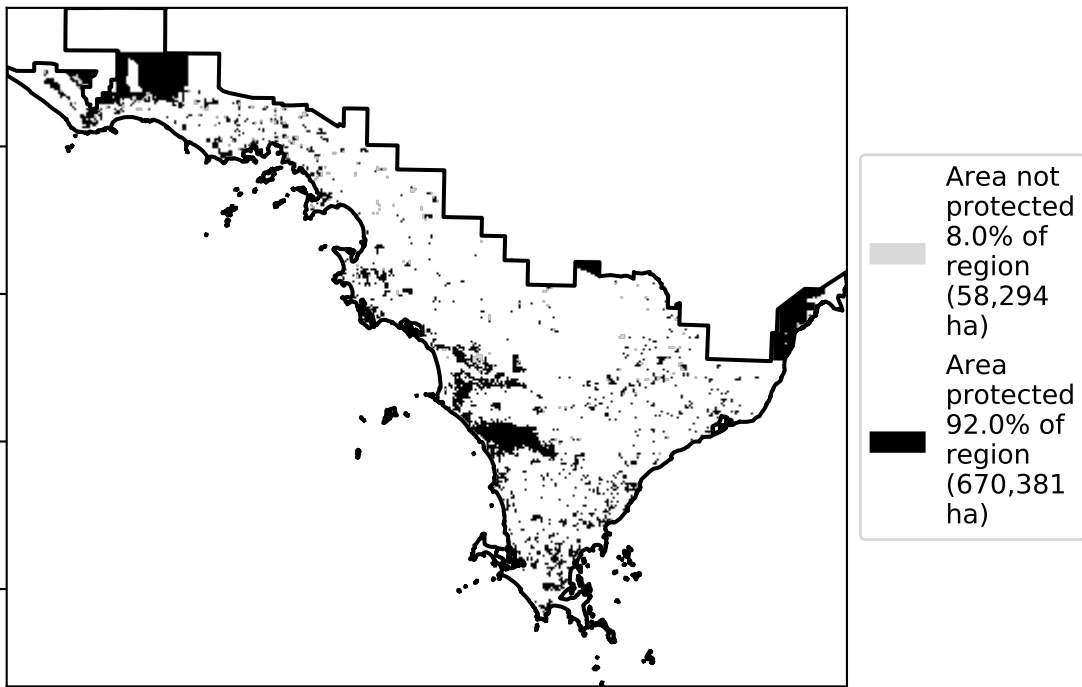 Area not
protected
8.0% of
region
(58,294
ha)
Area
protected
92.0% of
region
(670,381
ha)